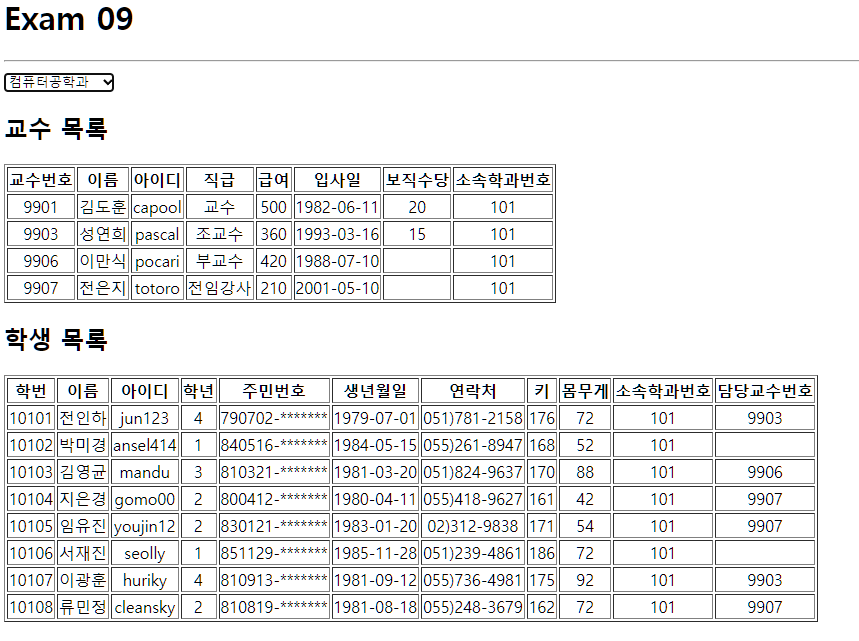 Exam 09
컴퓨터공학과
교수 목록
교수번호 이름 아이디 직급 급여 입사일 보직수당 소속학과번호
9901 김도훈 capool 교수 500 1982-06-11 20 101
9903 성연희 pascal 조교수 360 1993-03-16 15 101
9906 이만식 pocari 부교수 420 1988-07-10 101
9907 전은지 totoro 전임강사 210 2001-05-10 101
학생 목록
학번 이름 아이디 학년 주민번호 생년월일 연락처 키 몸무게 소속학과번호 담당교수번호
10101 전인하 jun123 4 790702-******* 1979-07-01 051)781-2158 176 72 101 9903
10102 박미경 ansel414 1 840516-******* 1984-05-15 055)261-8947 168 52 101
10103 김영균 mandu 3 810321-******* 1981-03-20 051)824-9637 170 88 101 9906
10104 지은경 gomo00 2 800412-******* 1980-04-11 055)418-9627 161 42 101 9907
10105 임유진 youjin12 2 830121-******* 1983-01-20 02)312-9838 171 54 101 9907
10106 서재진 seolly 1 851129-******* 1985-11-28 051)239-4861 186 72 101
10107 이광훈 huriky 4 810913-******* 1981-09-12 055)736-4981 175 92 101 9903
10108 류민정 cleansky 2 810819-******* 1981-08-18 055)248-3679 162 72 101 9907